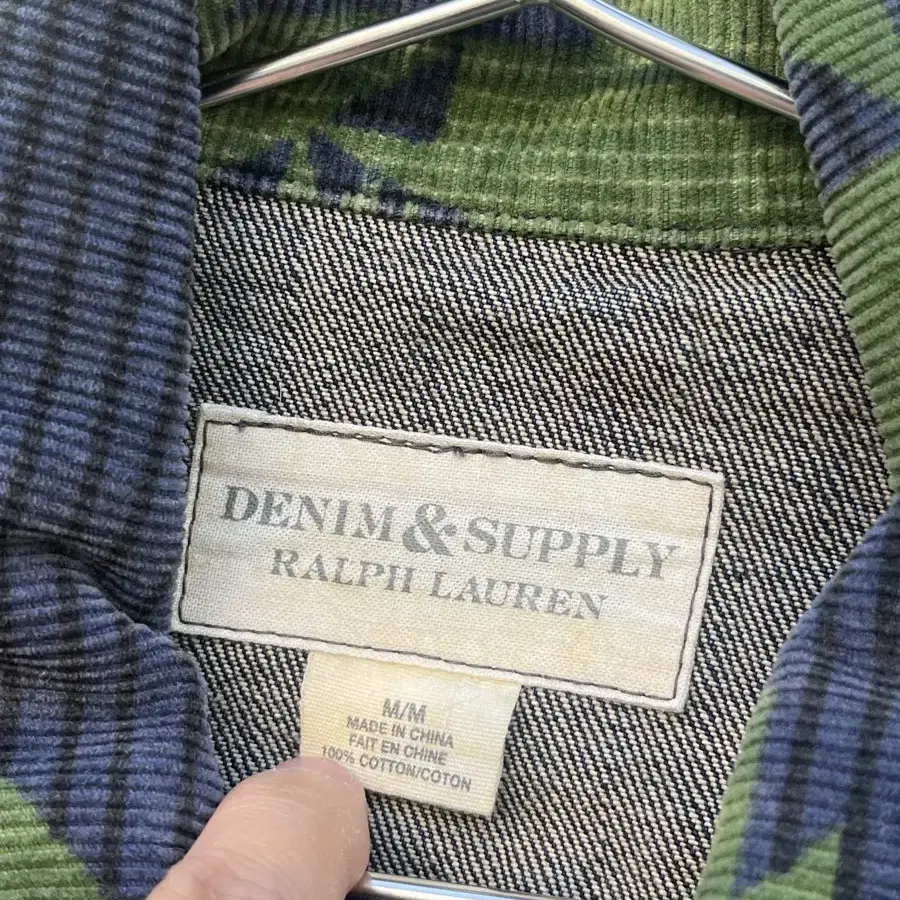 DENIM & SUPPLY
RALPH LAUREN
M/M
MADE IN CHINA
FAIT EN CHINE
100% COTTON/COTON